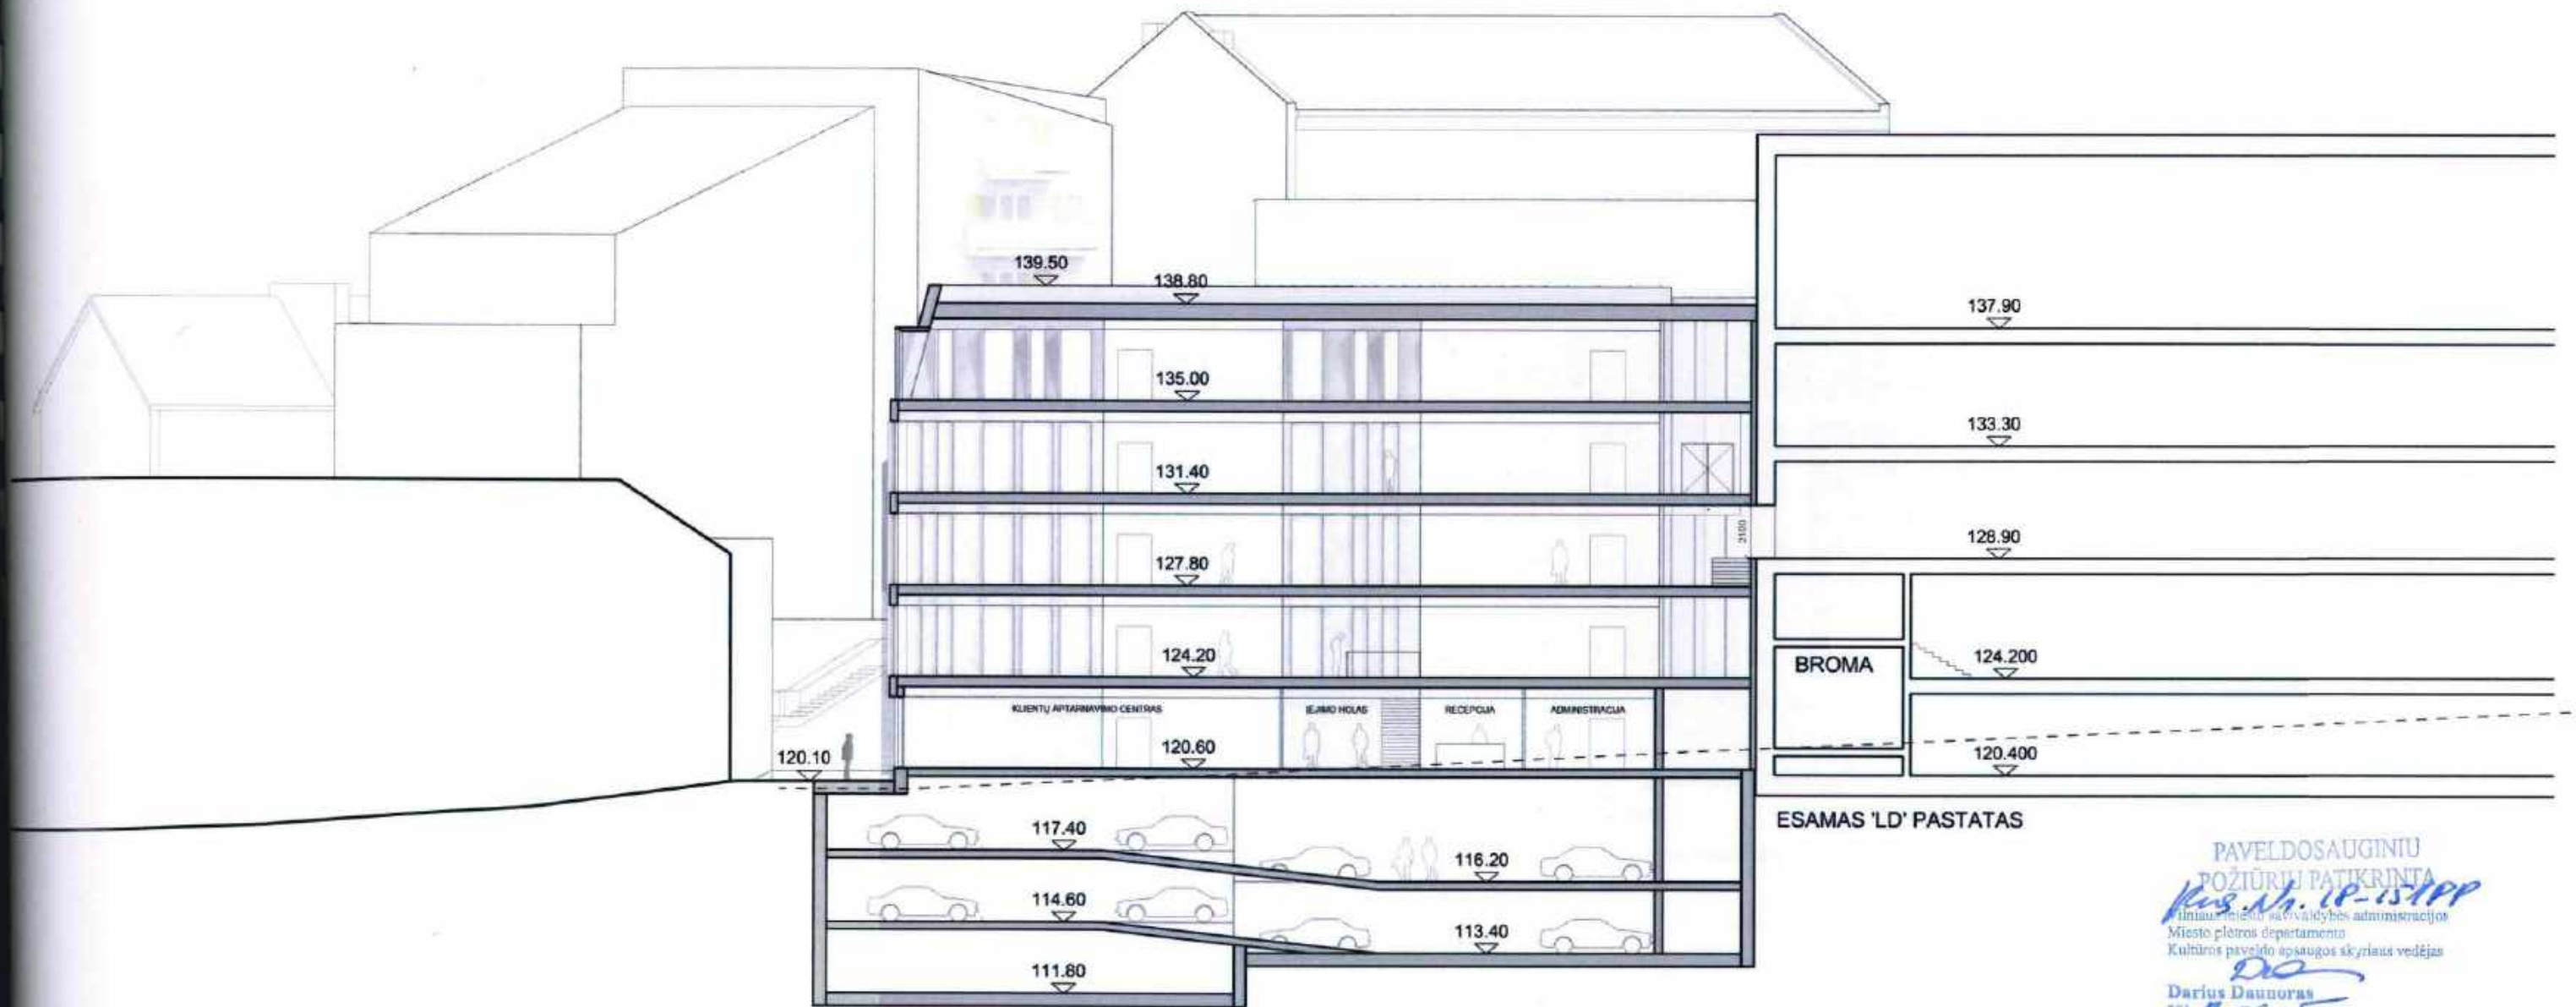 139.50
138.80
137.90
135.00
133.30
131.40
2100
128.90
127.80
124.20
BROMA
124.200
KLIENTŲ APTARNAVIMO CENTRAS
ĮĖJIMO HOLAS
RECEPCIJA
ADMINISTRACIJA
120.10
120.60
120.400
ESAMAS 'LD' PASTATAS
117.40
116.20
114.60
113.40
111.80
PAVELDOSAUGINIU
POŽIŪRIU PATIKRINTA
Vilniaus miesto savivaldybės administracijos
Miesto plėtros departamento
Kultūros paveldo apsaugos skyriaus vedėjas
Darius Daunoras